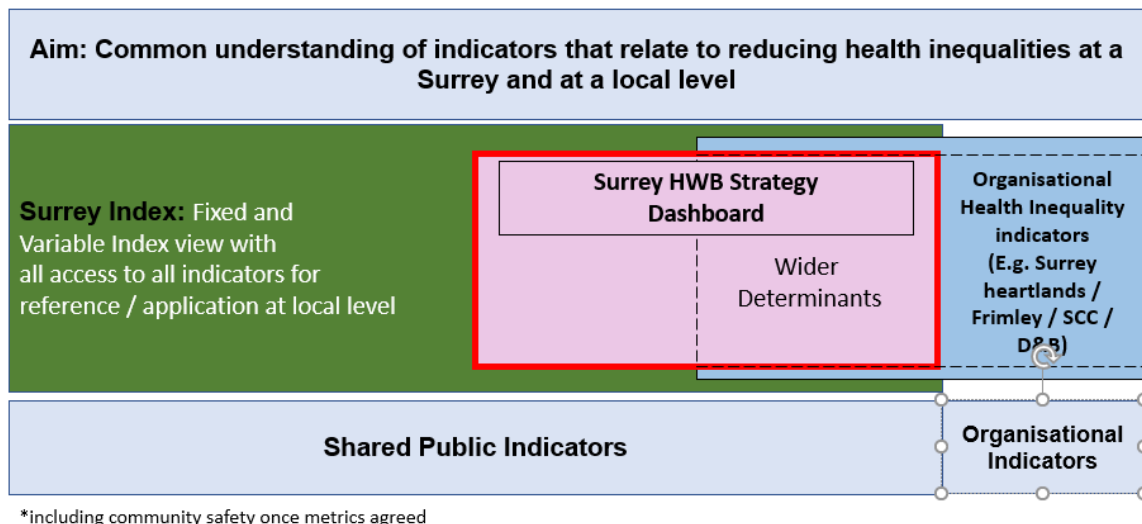 Aim: Common understanding of indicators that relate to reducing health inequalities at a
Surrey and at a local level
Surrey Index: Fixed and
Variable Index view with
all access to all indicators for
reference / application at local level
Surrey HWB Strategy
Dashboard
Wider
Determinants
Organisational
Health Inequality
indicators
(E.g. Surrey
heartlands /
Frimley / SCC /
D&B)
Shared Public Indicators
Organisational
Indicators
*including community safety once metrics agreed